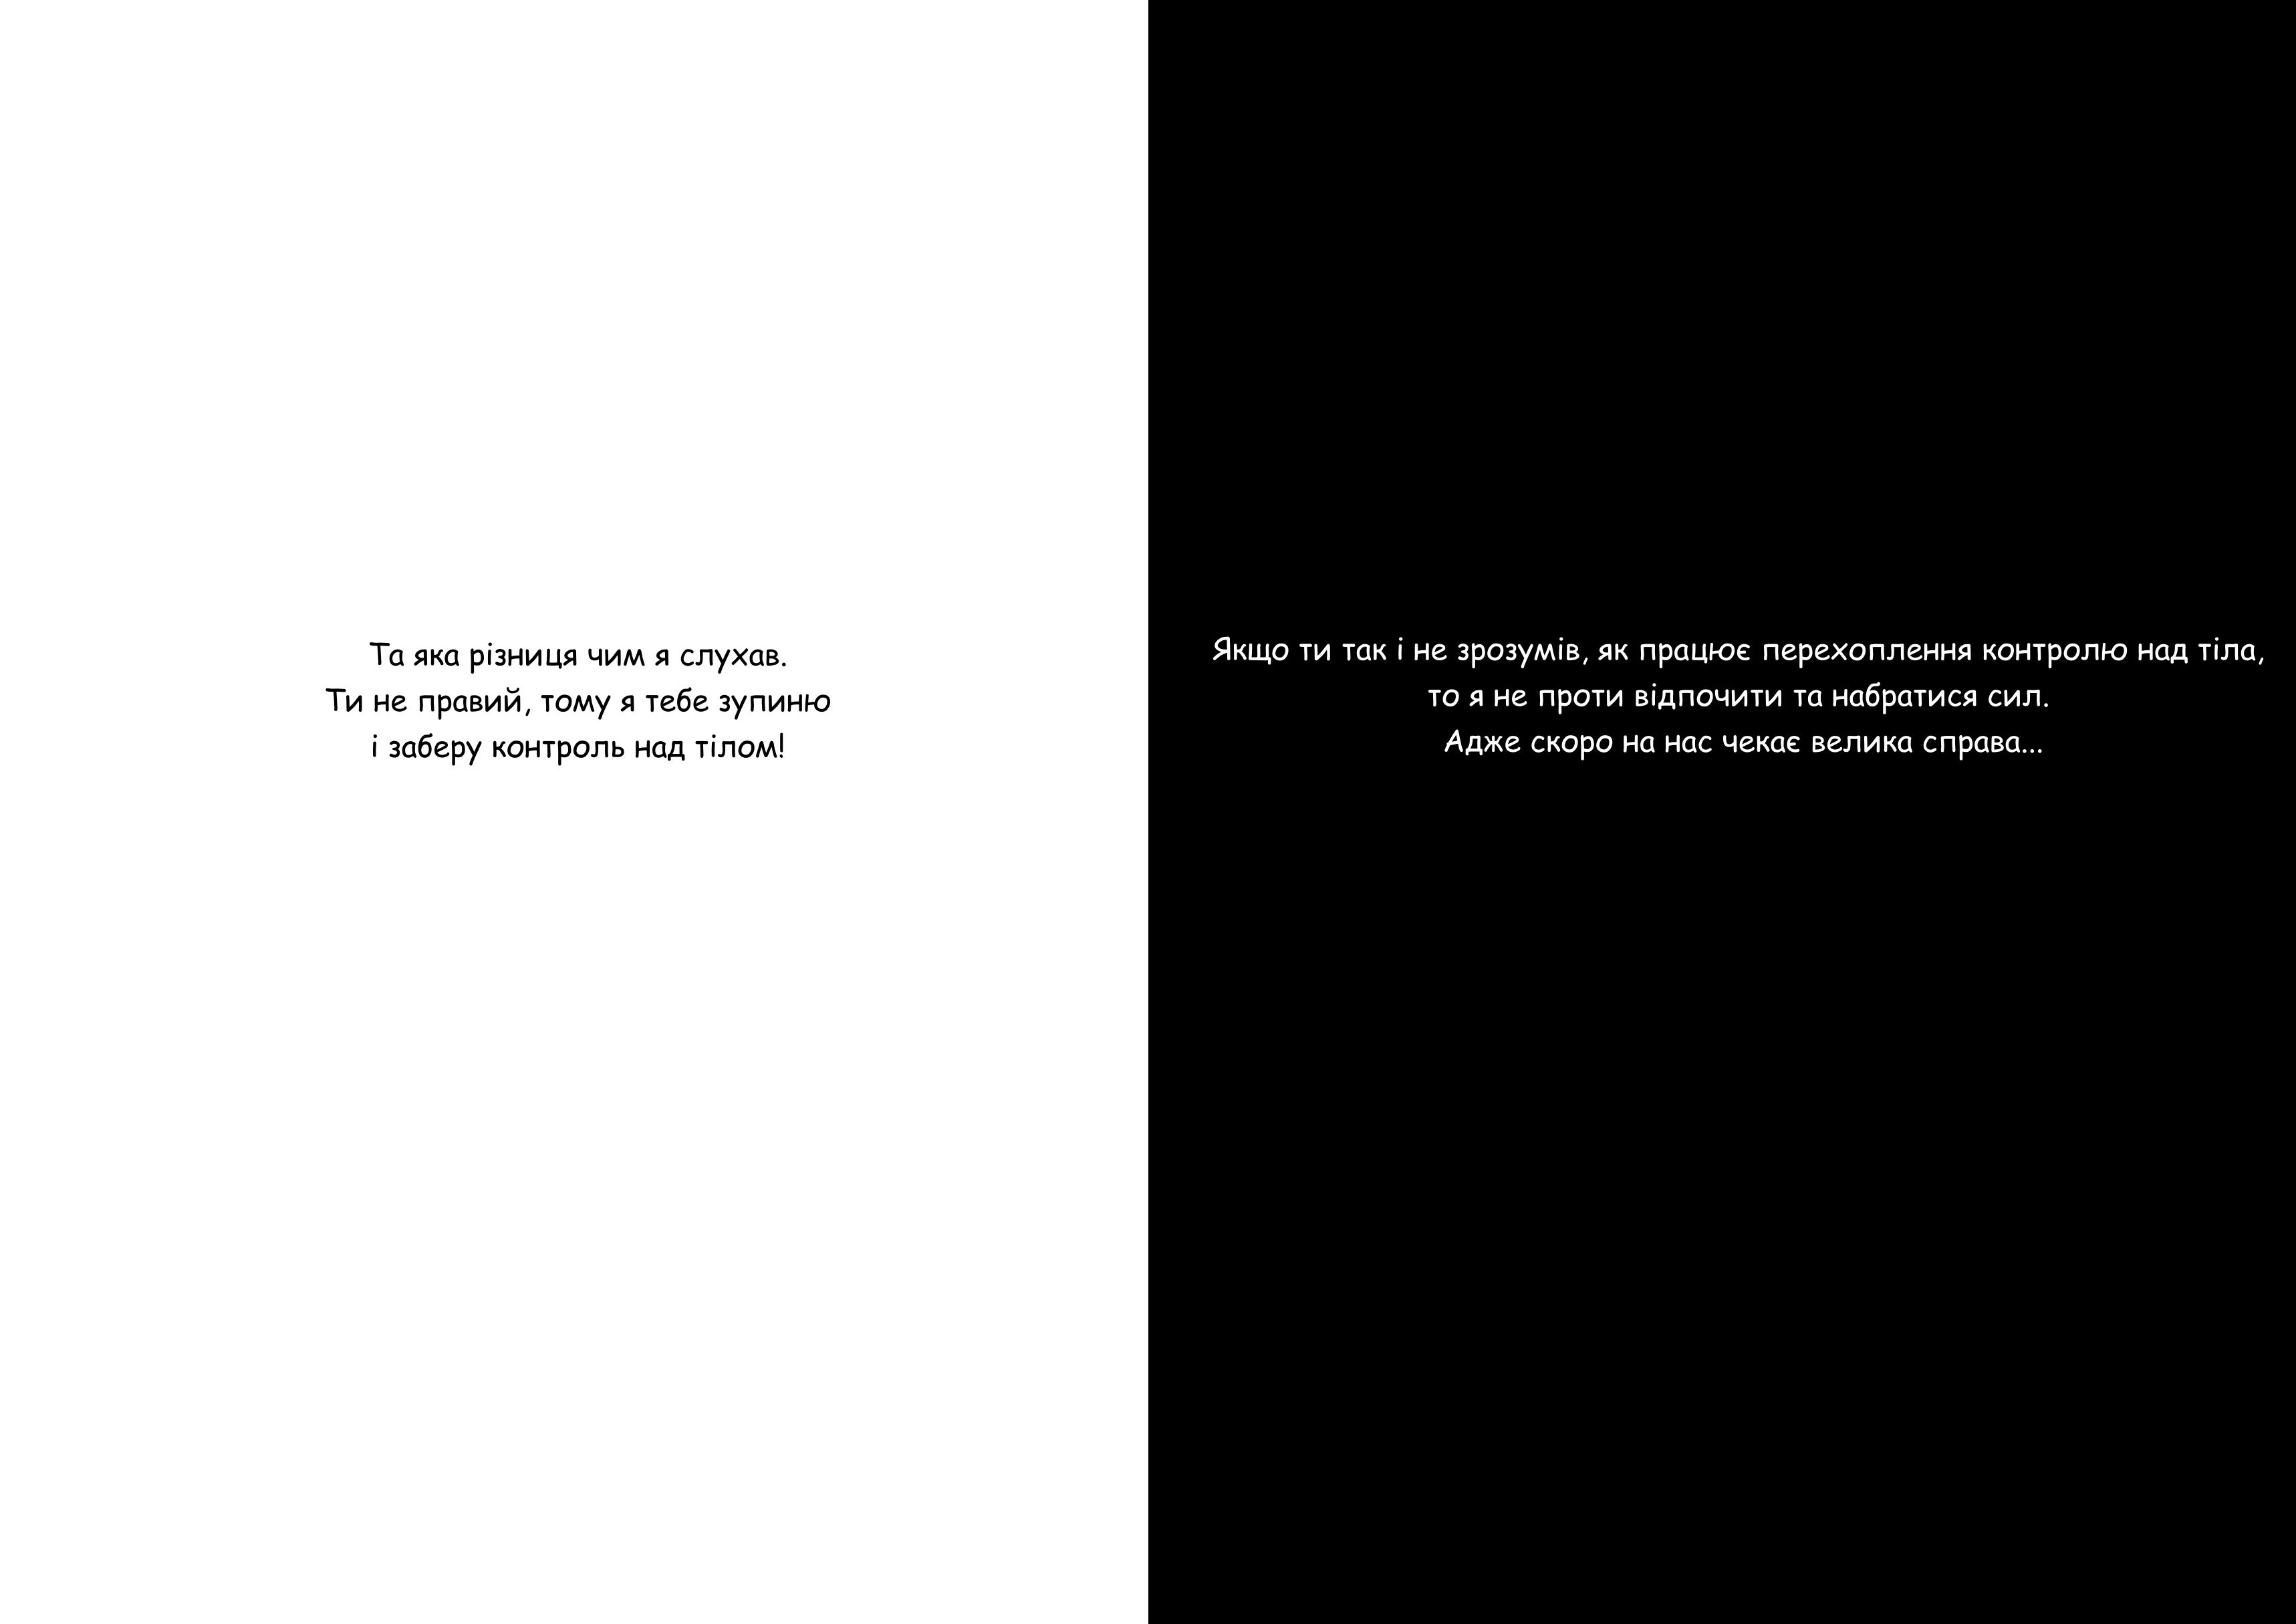 Та яка різниця чим я слухав.
Ти не правий, тому я тебе зупиню
і заберу контроль над тілом!
Якщо ти так і не зрозумів, як працює перехоплення контролю над тіла,
то я не проти відпочити та набратися сил.
Адже скоро на нас чекає велика справа...